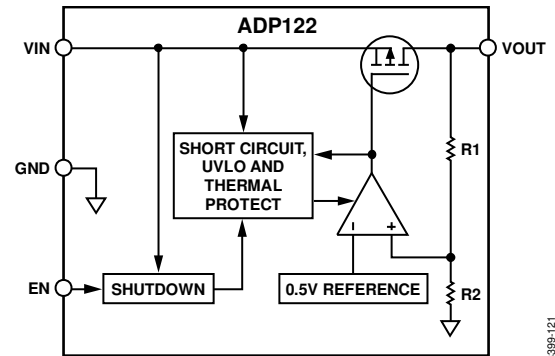 ADP122
VIN
VOUT
SHORT CIRCUIT,
UVLO AND
THERMAL
PROTECT
R1
GND
- +
EN
SHUTDOWN
0.5V REFERENCE
R2
399-121